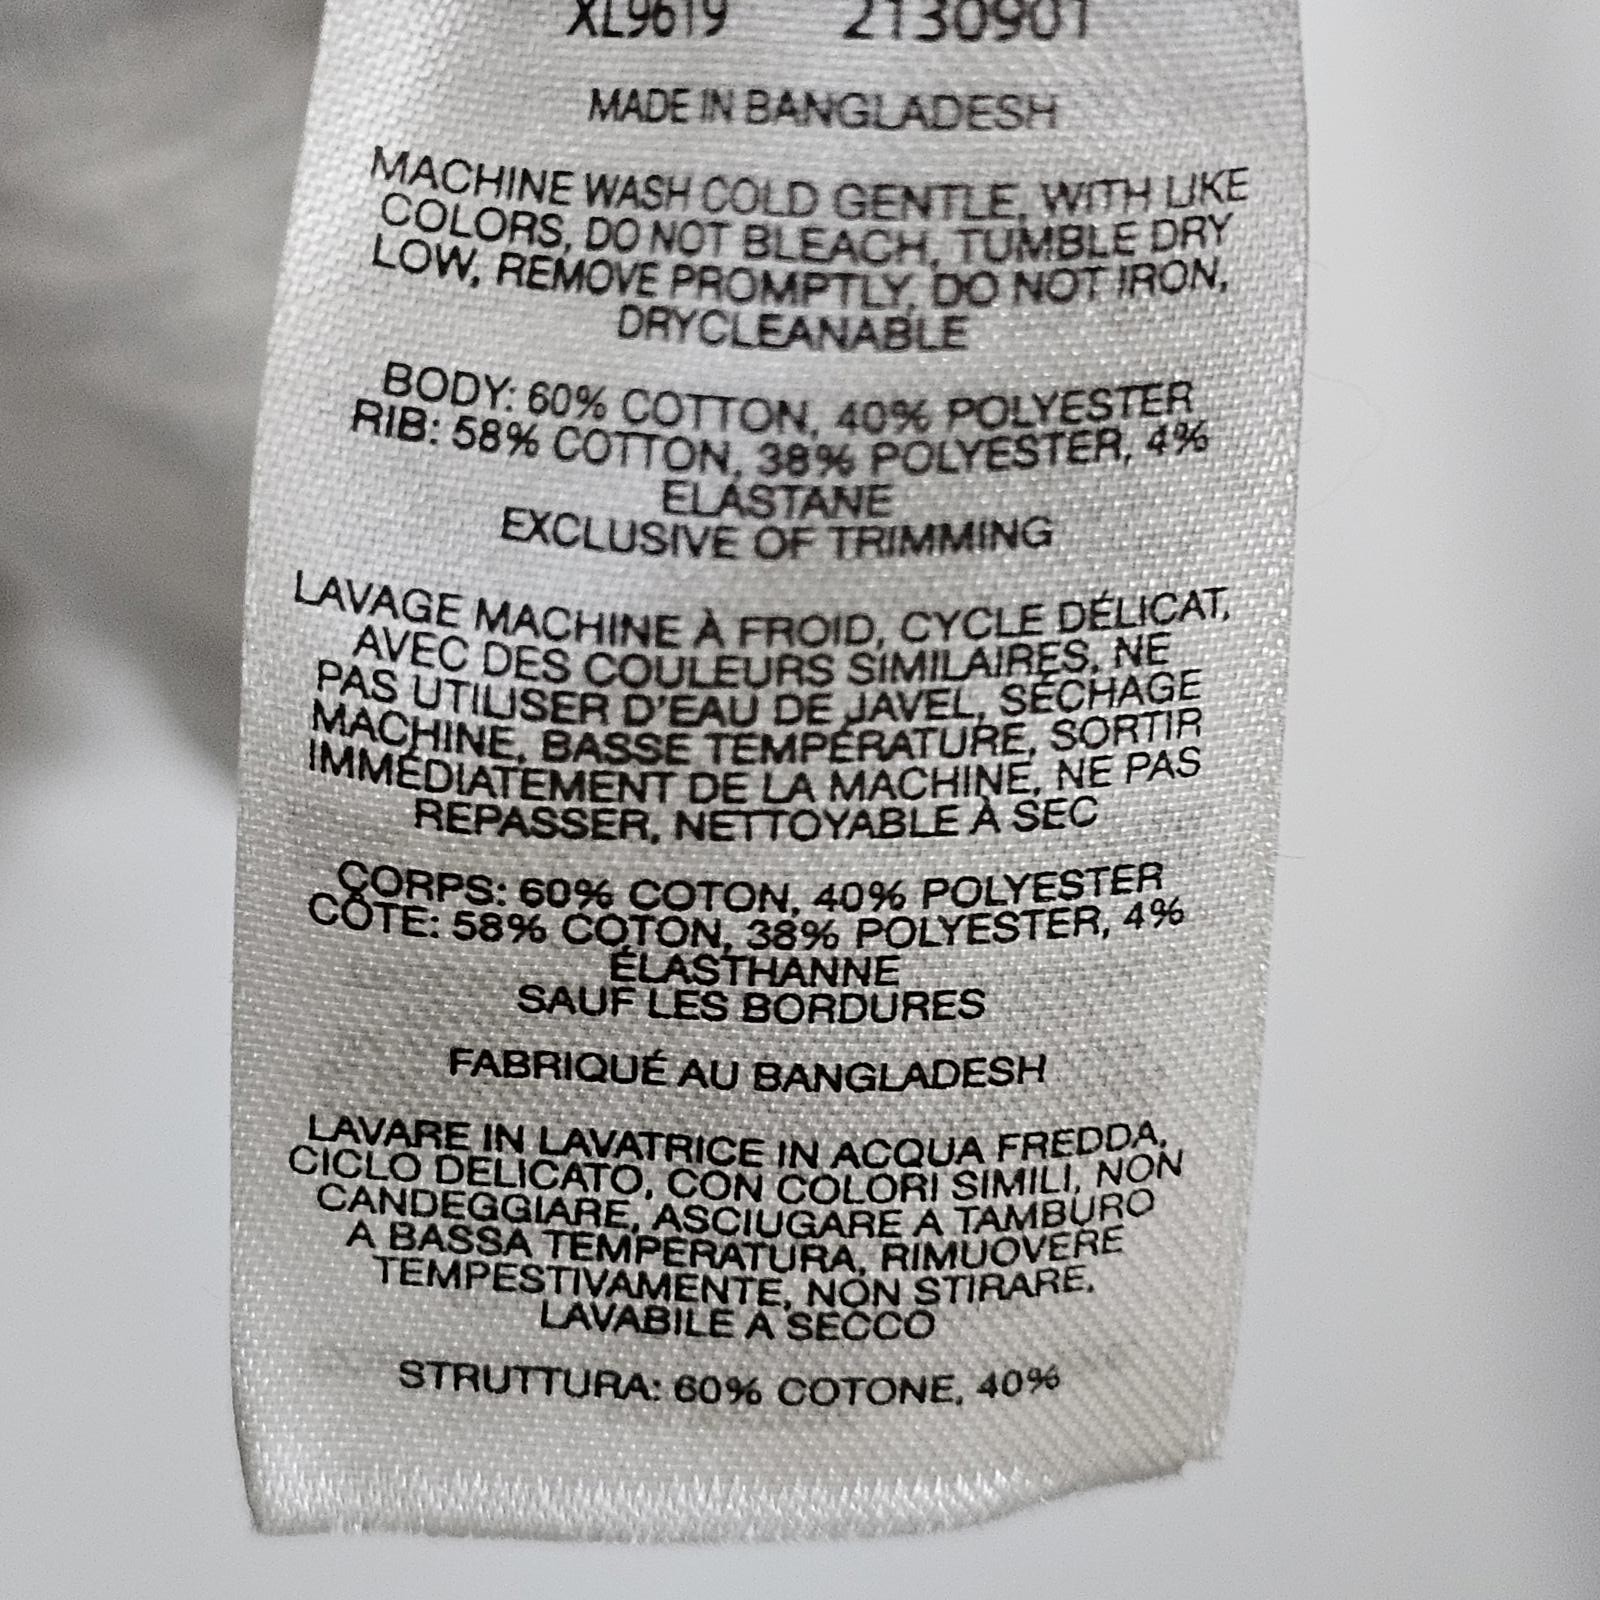 XL9619 2130901
MADE IN BANGLADESH
MACHINE WASH COLD GENTLE, WITH LIKE
COLORS, DO NOT BLEACH, TUMBLE DRY
LOW, REMOVE PROMPTLY, DO NOT IRON,
DRYCLEANABLE
BODY: 60% COTTON, 40% POLYESTER
RIB: 58% COTTON, 38% POLYESTER, 4%
ELASTANE
EXCLUSIVE OF TRIMMING
LAVAGE MACHINE À FROID, CYCLE DÉLICAT,
AVEC DES COULEURS SIMILAIRES, NE
PAS UTILISER D'EAU DE JAVEL, SÉCHAGE
MACHINE, BASSE TEMPÉRATURE, SORTIR
IMMÉDIATEMENT DE LA MACHINE, NE PAS
REPASSER, NETTOYABLE À SEC
CORPS: 60% COTON, 40% POLYESTER
CÔTE: 58% COTON, 38% POLYESTER, 4%
ÉLASTHANNE
SAUF LES BORDURES
FABRIQUÉ AU BANGLADESH
LAVARE IN LAVATRICE IN ACQUA FREDDA,
CICLO DELICATO, CON COLORI SIMILI, NON
CANDEGGIARE, ASCIUGARE A TAMBURO
A BASSA TEMPERATURA, RIMUOVERE
TEMPESTIVAMENTE, NON STIRARE,
LAVABILE A SECCO
STRUTTURA: 60% COTONE, 40%